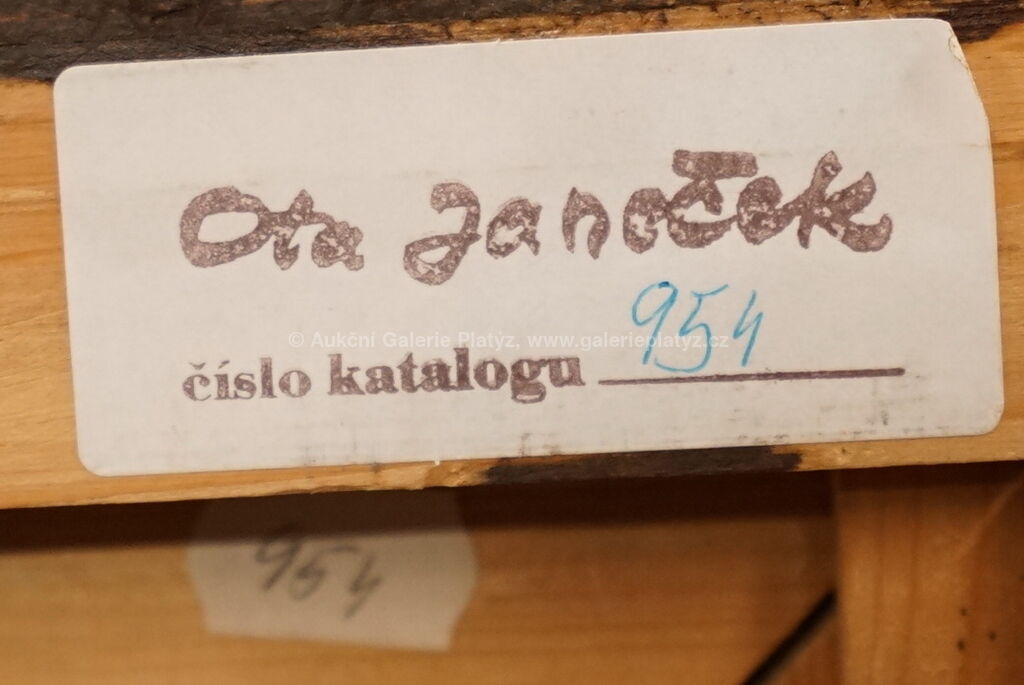 Ota Janeček
© Aukční Galerie Platýz, www.galerieplatyz.cz
číslo katalogu 954
954